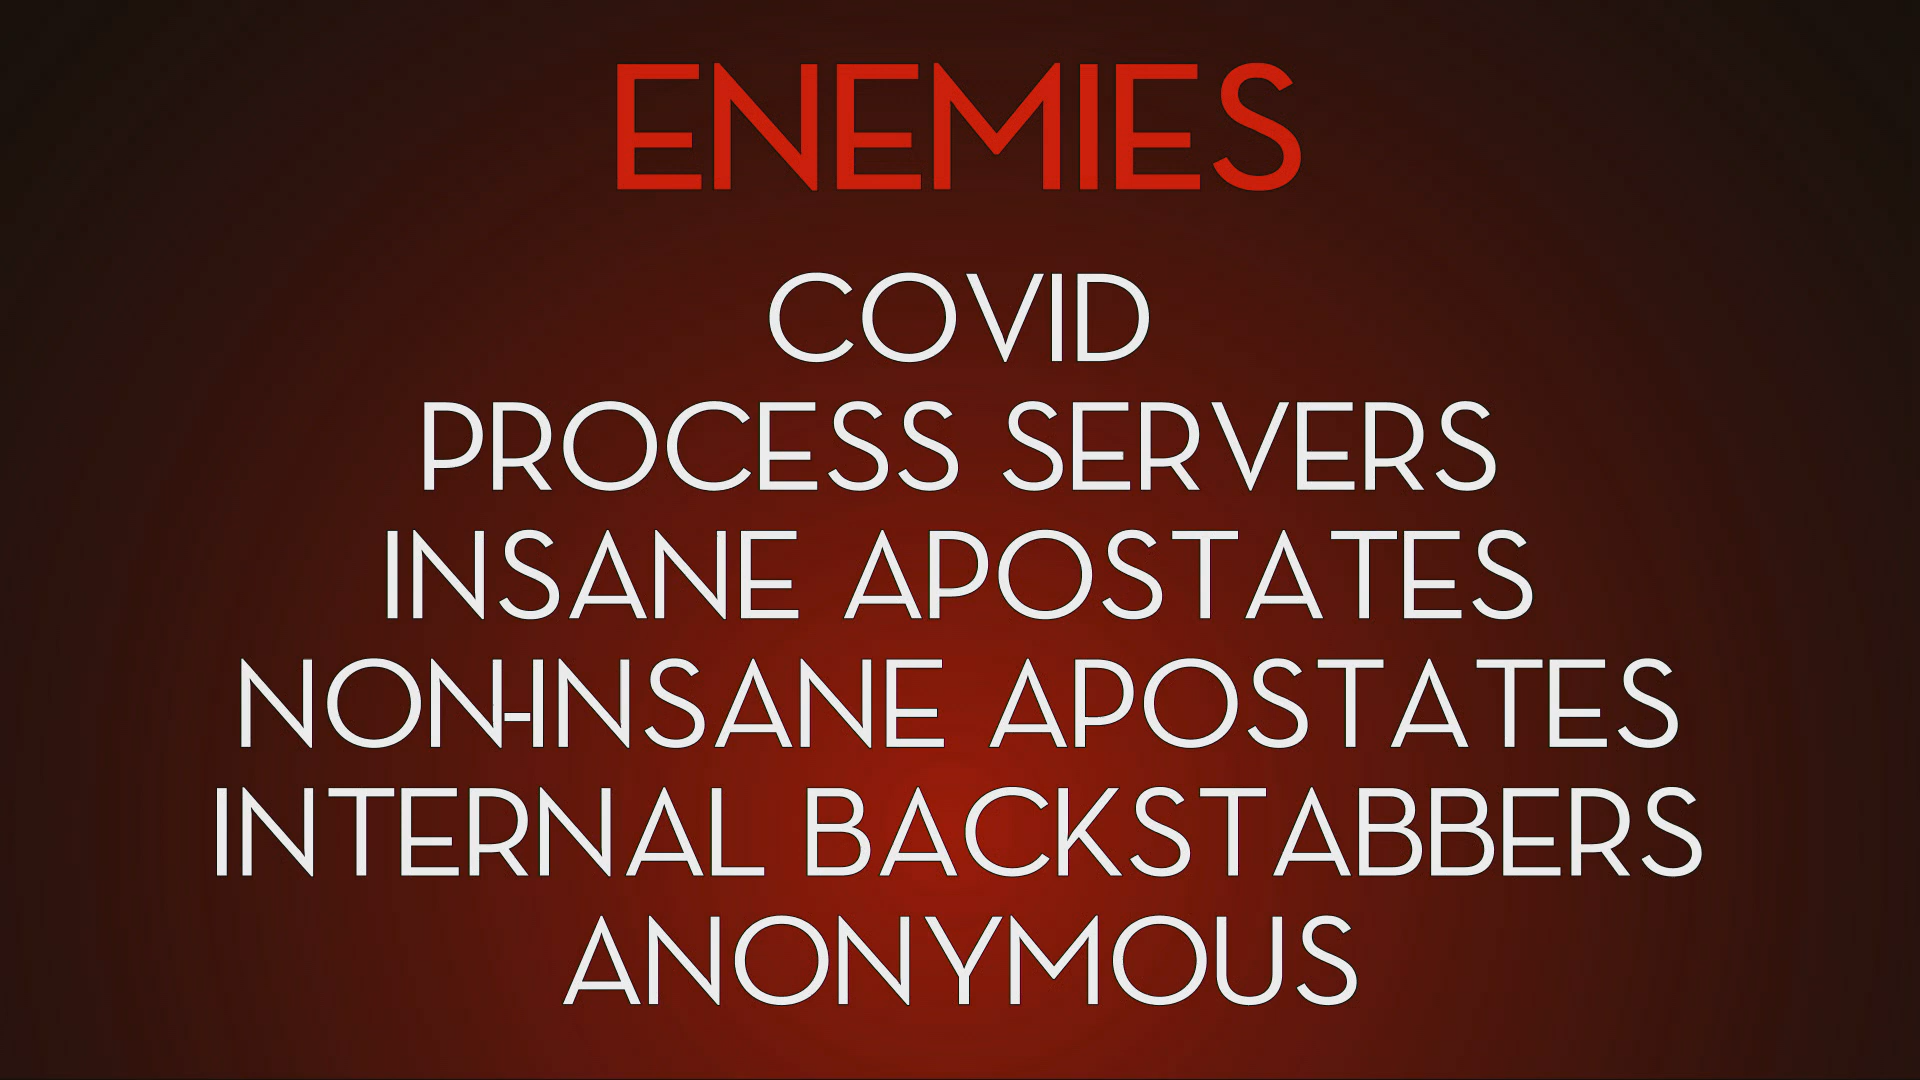 ENEMIES
COVID
PROCESS SERVERS
INSANE APOSTATES
NON-INSANE APOSTATES
INTERNAL BACKSTABBERS
ANONYMOUS